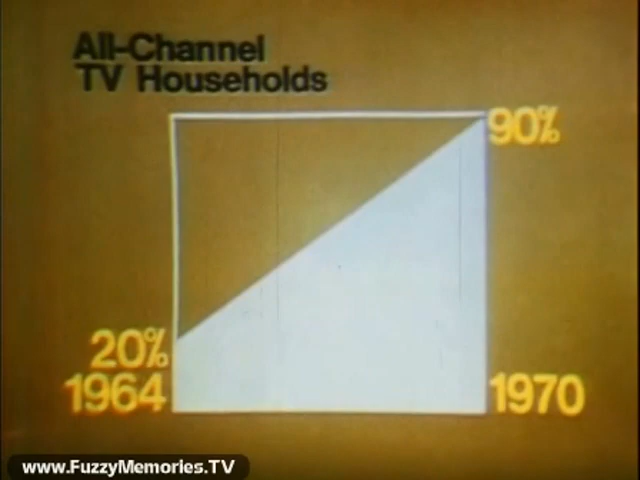 All-Channel
TV Households
90%
20%
1964
1970
www.FuzzyMemories.TV